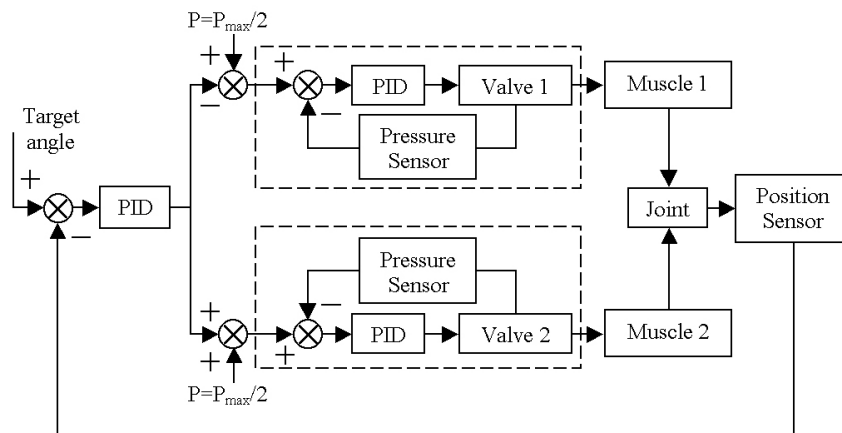 P=Pmax/2
+
−
+
−
PID
Valve 1
Muscle 1
Pressure
Sensor
Target
angle
+
−
PID
Joint
Position
Sensor
Pressure
Sensor
−
+
+
+
PID
Valve 2
Muscle 2
P=Pmax/2